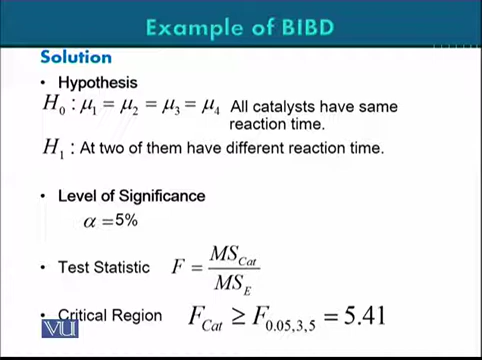 Example of BIBD
Solution
• Hypothesis
H₀ : μ₁ = μ₂ = μ₃ = μ₄ All catalysts have same
reaction time.
H₁ : At two of them have different reaction time.
• Level of Significance
α = 5%
• Test Statistic F = MS_Cat / MS_E
• Critical Region F_Cat ≥ F_0.05,3,5 = 5.41
VU